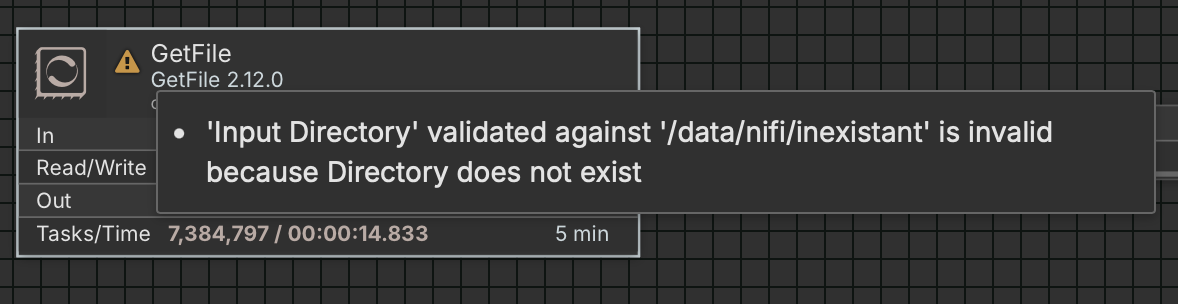 GetFile
GetFile 2.12.0
In
'Input Directory' validated against '/data/nifi/inexistant' is invalid
because Directory does not exist
Read/Write
Out
Tasks/Time 7,384,797 / 00:00:14.833 5 min